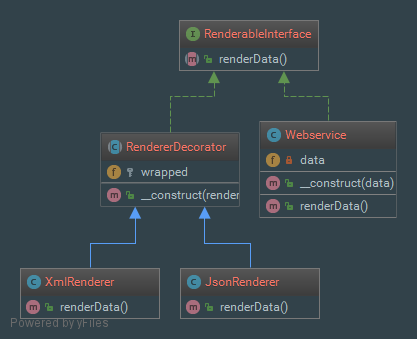 RenderableInterface
renderData()
RendererDecorator
wrapped
__construct(render
Webservice
data
__construct(data)
renderData()
XmlRenderer
renderData()
JsonRenderer
renderData()
Powered by yFiles